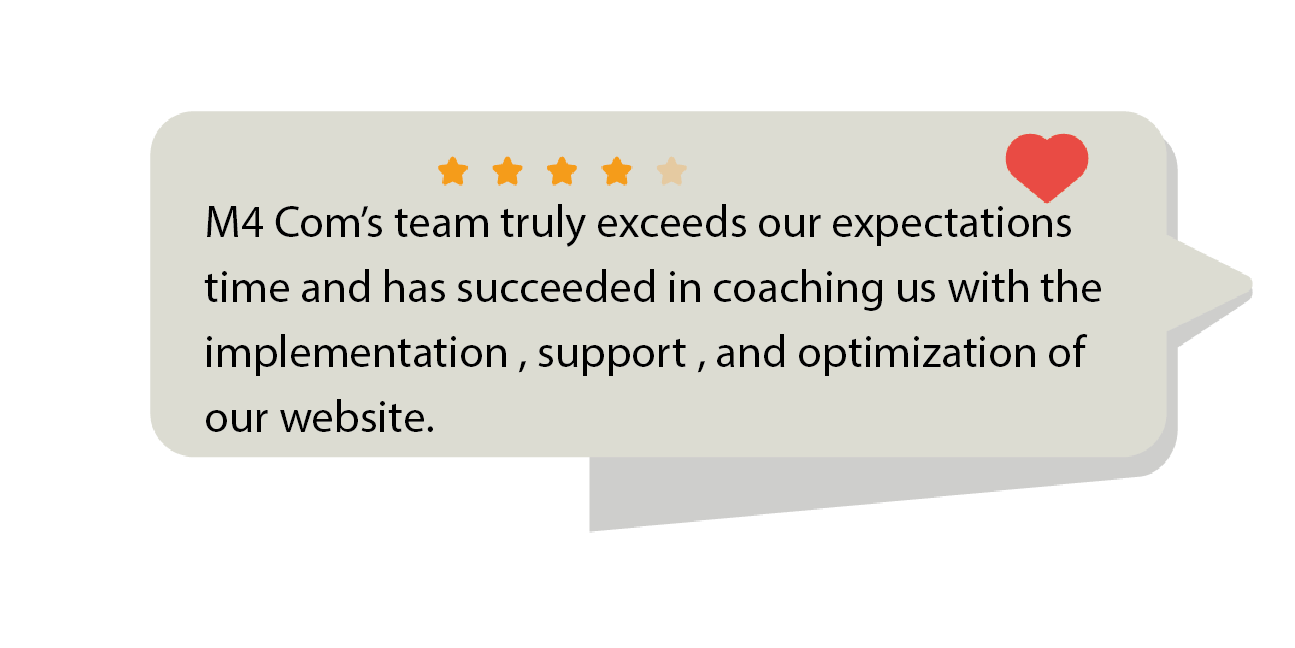 M4 Com’s team truly exceeds our expectations
time and has succeeded in coaching us with the
implementation , support , and optimization of
our website.